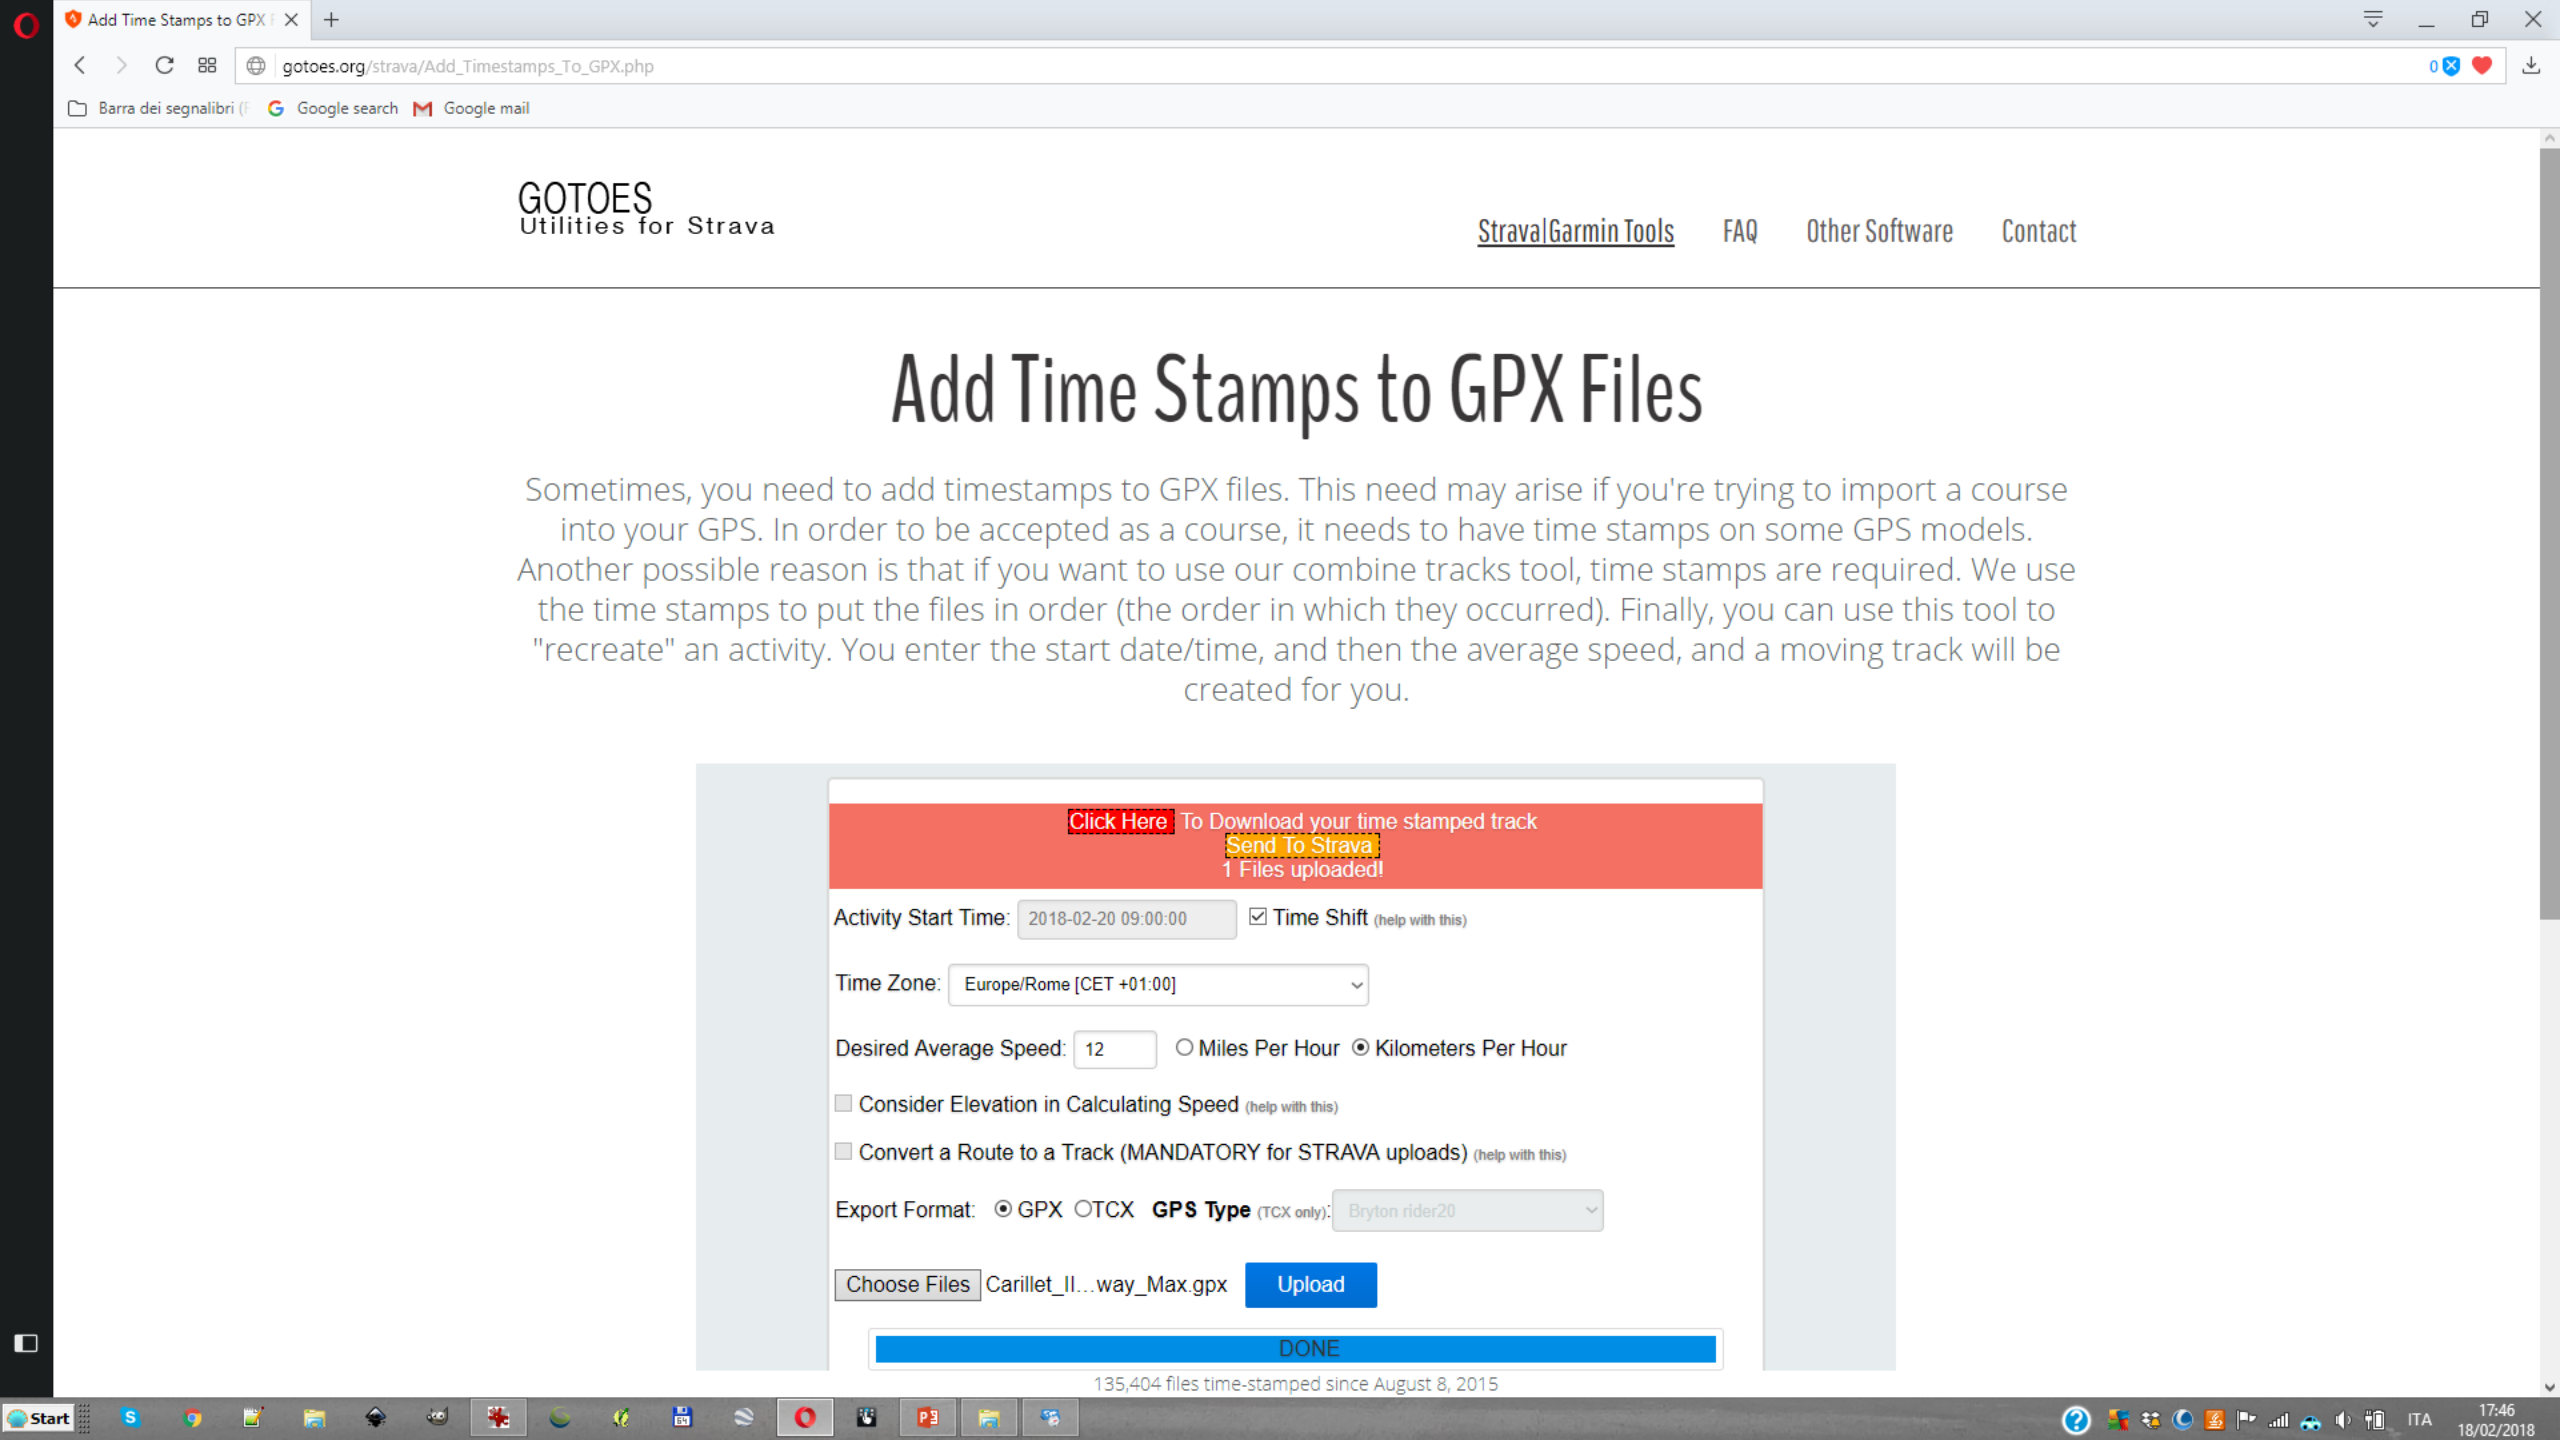 Add Time Stamps to GPX
gotoes.org/strava/Add_Timestamps_To_GPX.php
0
Barra dei segnalibri
Google search
Google mail
GOTOES
Utilities for Strava
Strava|Garmin Tools FAQ Other Software Contact
Add Time Stamps to GPX Files
Sometimes, you need to add timestamps to GPX files. This need may arise if you're trying to import a course
into your GPS. In order to be accepted as a course, it needs to have time stamps on some GPS models.
Another possible reason is that if you want to use our combine tracks tool, time stamps are required. We use
the time stamps to put the files in order (the order in which they occurred). Finally, you can use this tool to
"recreate" an activity. You enter the start date/time, and then the average speed, and a moving track will be
created for you.
Click Here To Download your time stamped track
Send To Strava
1 Files uploaded!
Activity Start Time: 2018-02-20 09:00:00 Time Shift (help with this)
Time Zone: Europe/Rome [CET +01:00]
Desired Average Speed: 12 Miles Per Hour Kilometers Per Hour
Consider Elevation in Calculating Speed (help with this)
Convert a Route to a Track (MANDATORY for STRAVA uploads) (help with this)
Export Format: GPX TCX GPS Type (TCX only): Bryton rider20
Choose Files Carillet_II...way_Max.gpx Upload
DONE
135,404 files time-stamped since August 8, 2015
Start
64
ITA
17:46
18/02/2018